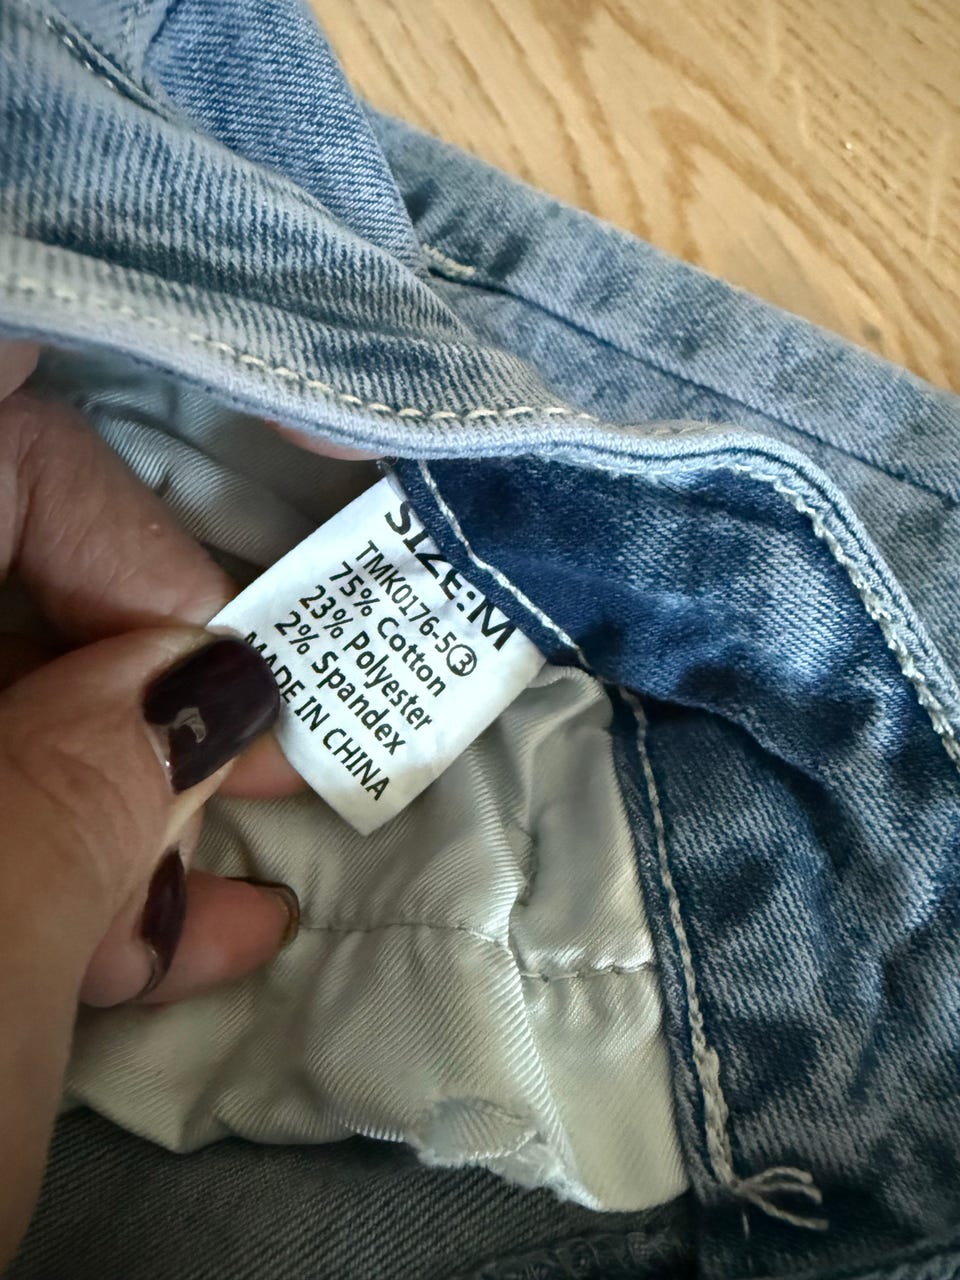 SIZE:M
TMK0176-5③
75% Cotton
23% Polyester
2% Spandex
MADE IN CHINA